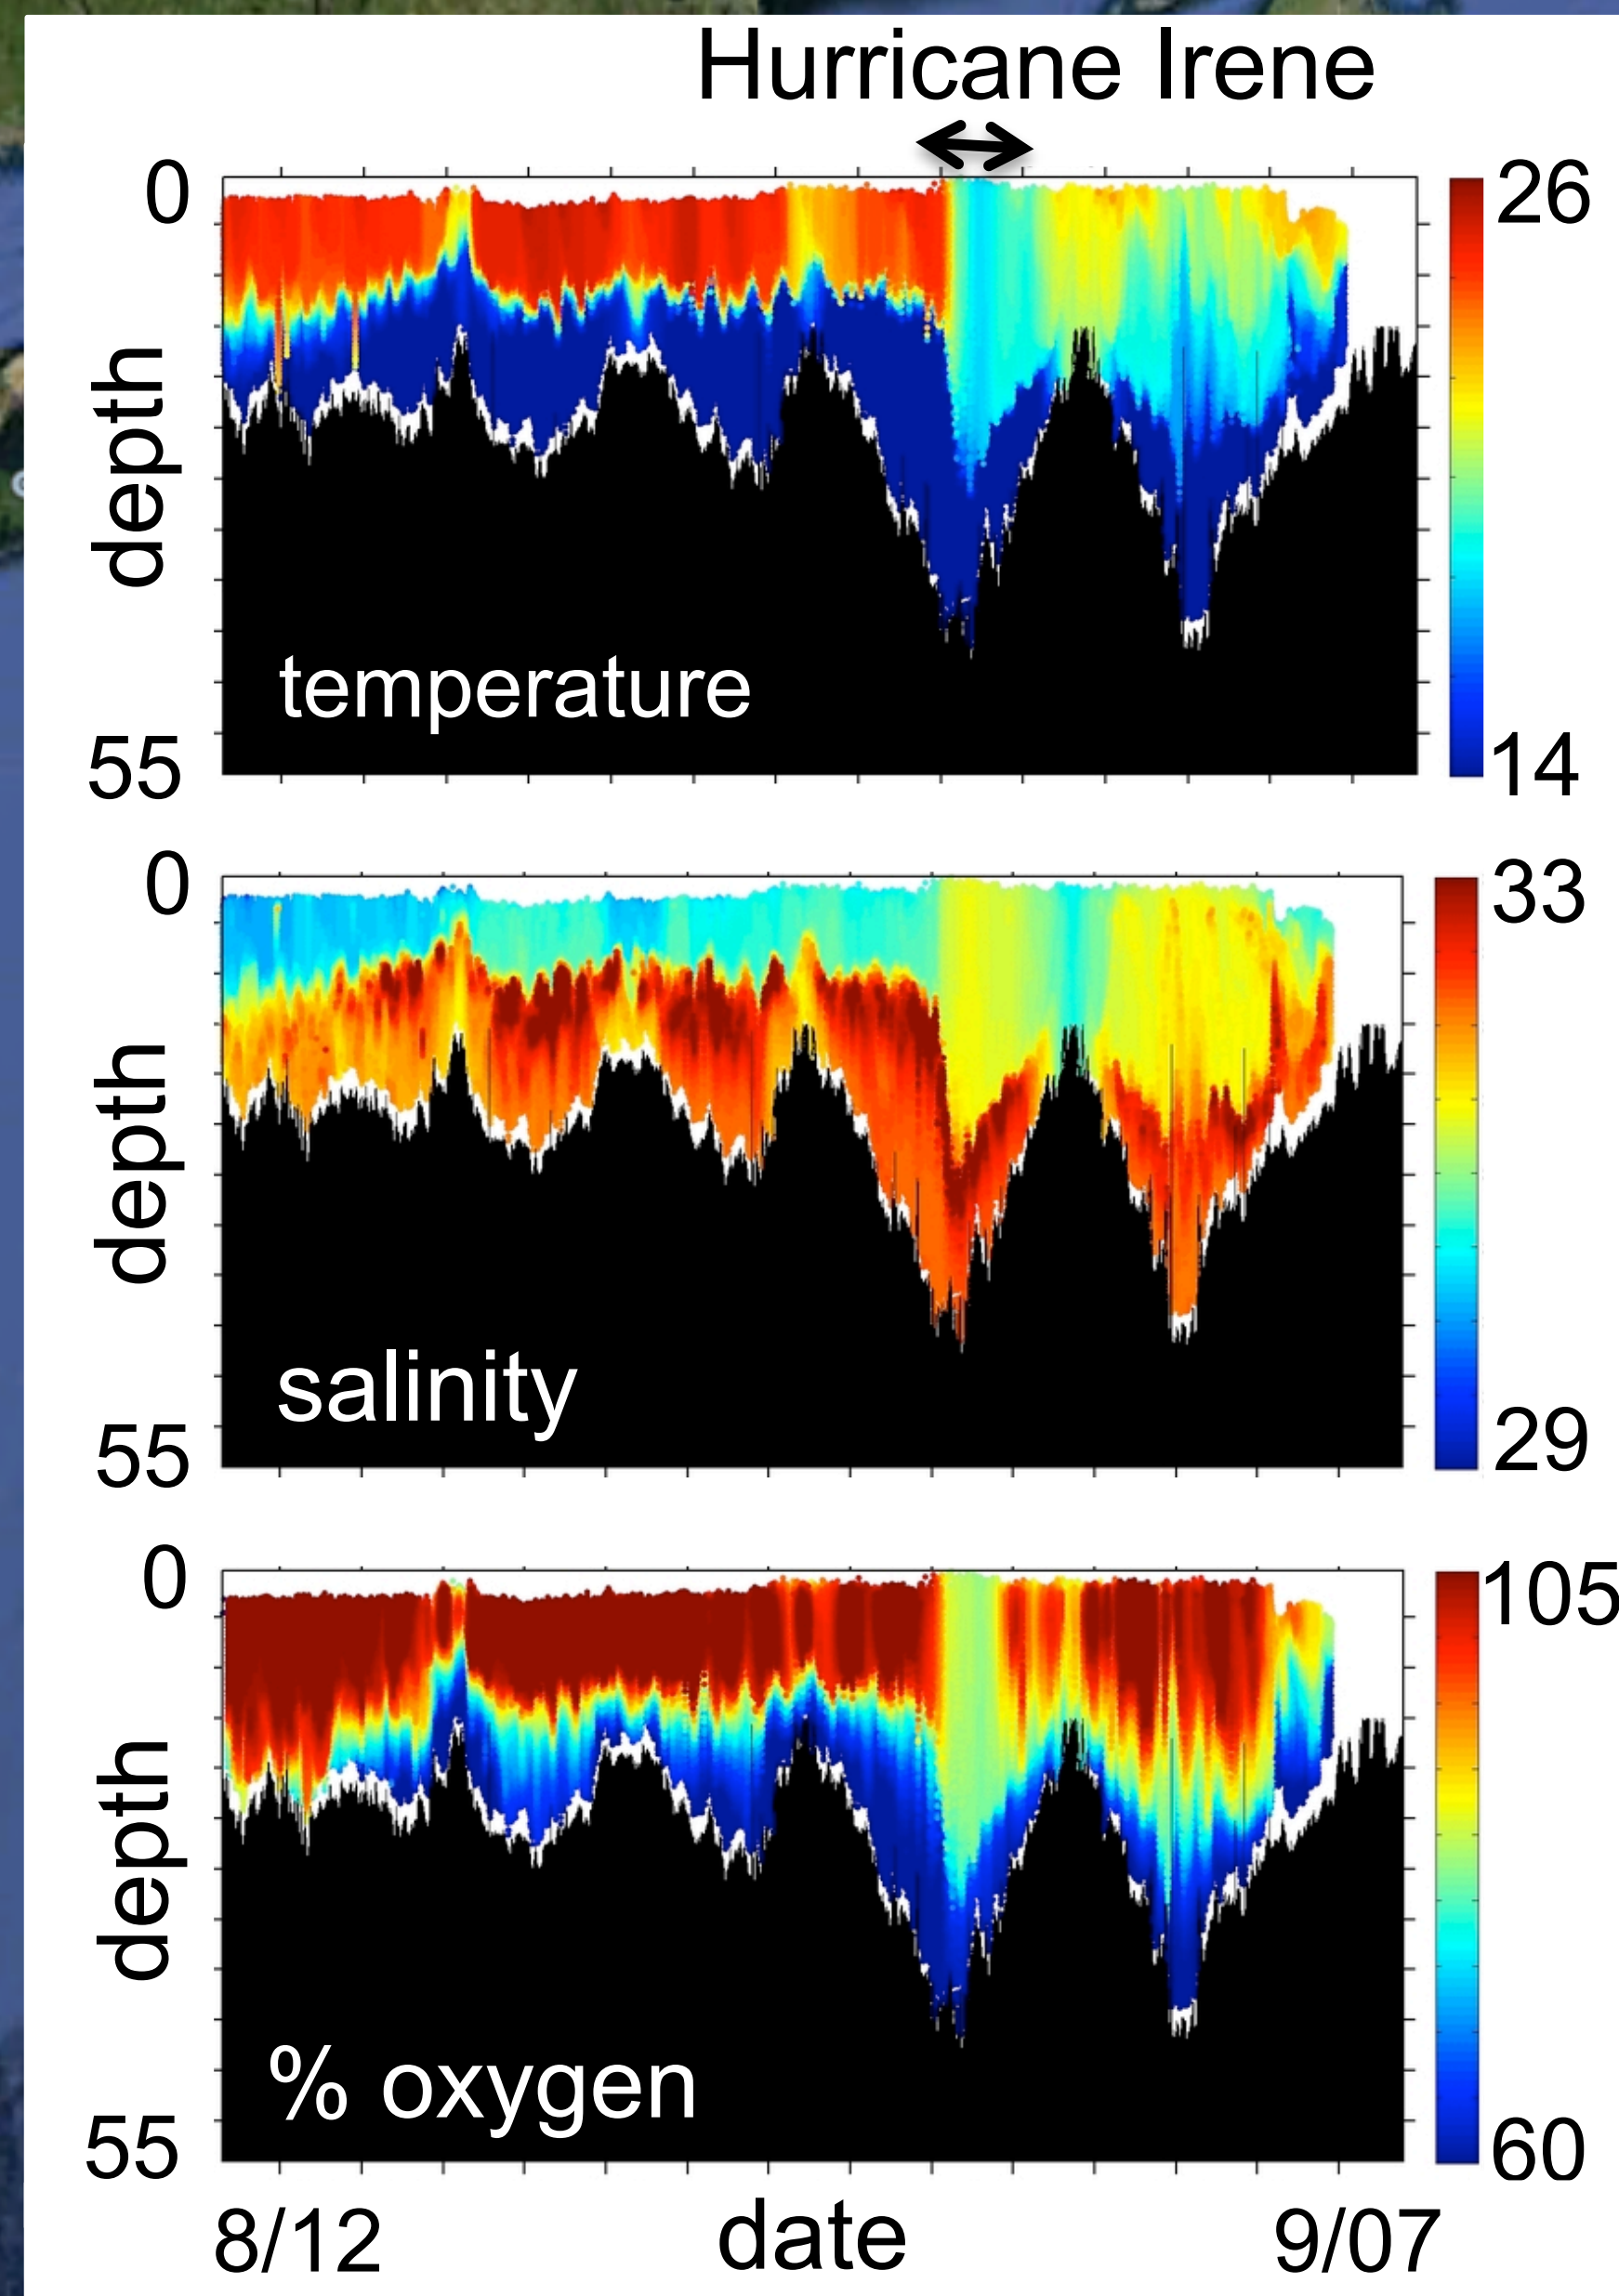 Hurricane Irene
0
26
depth
temperature
55
14
0
33
depth
salinity
55
29
0
105
depth
% oxygen
55
60
8/12
date
9/07